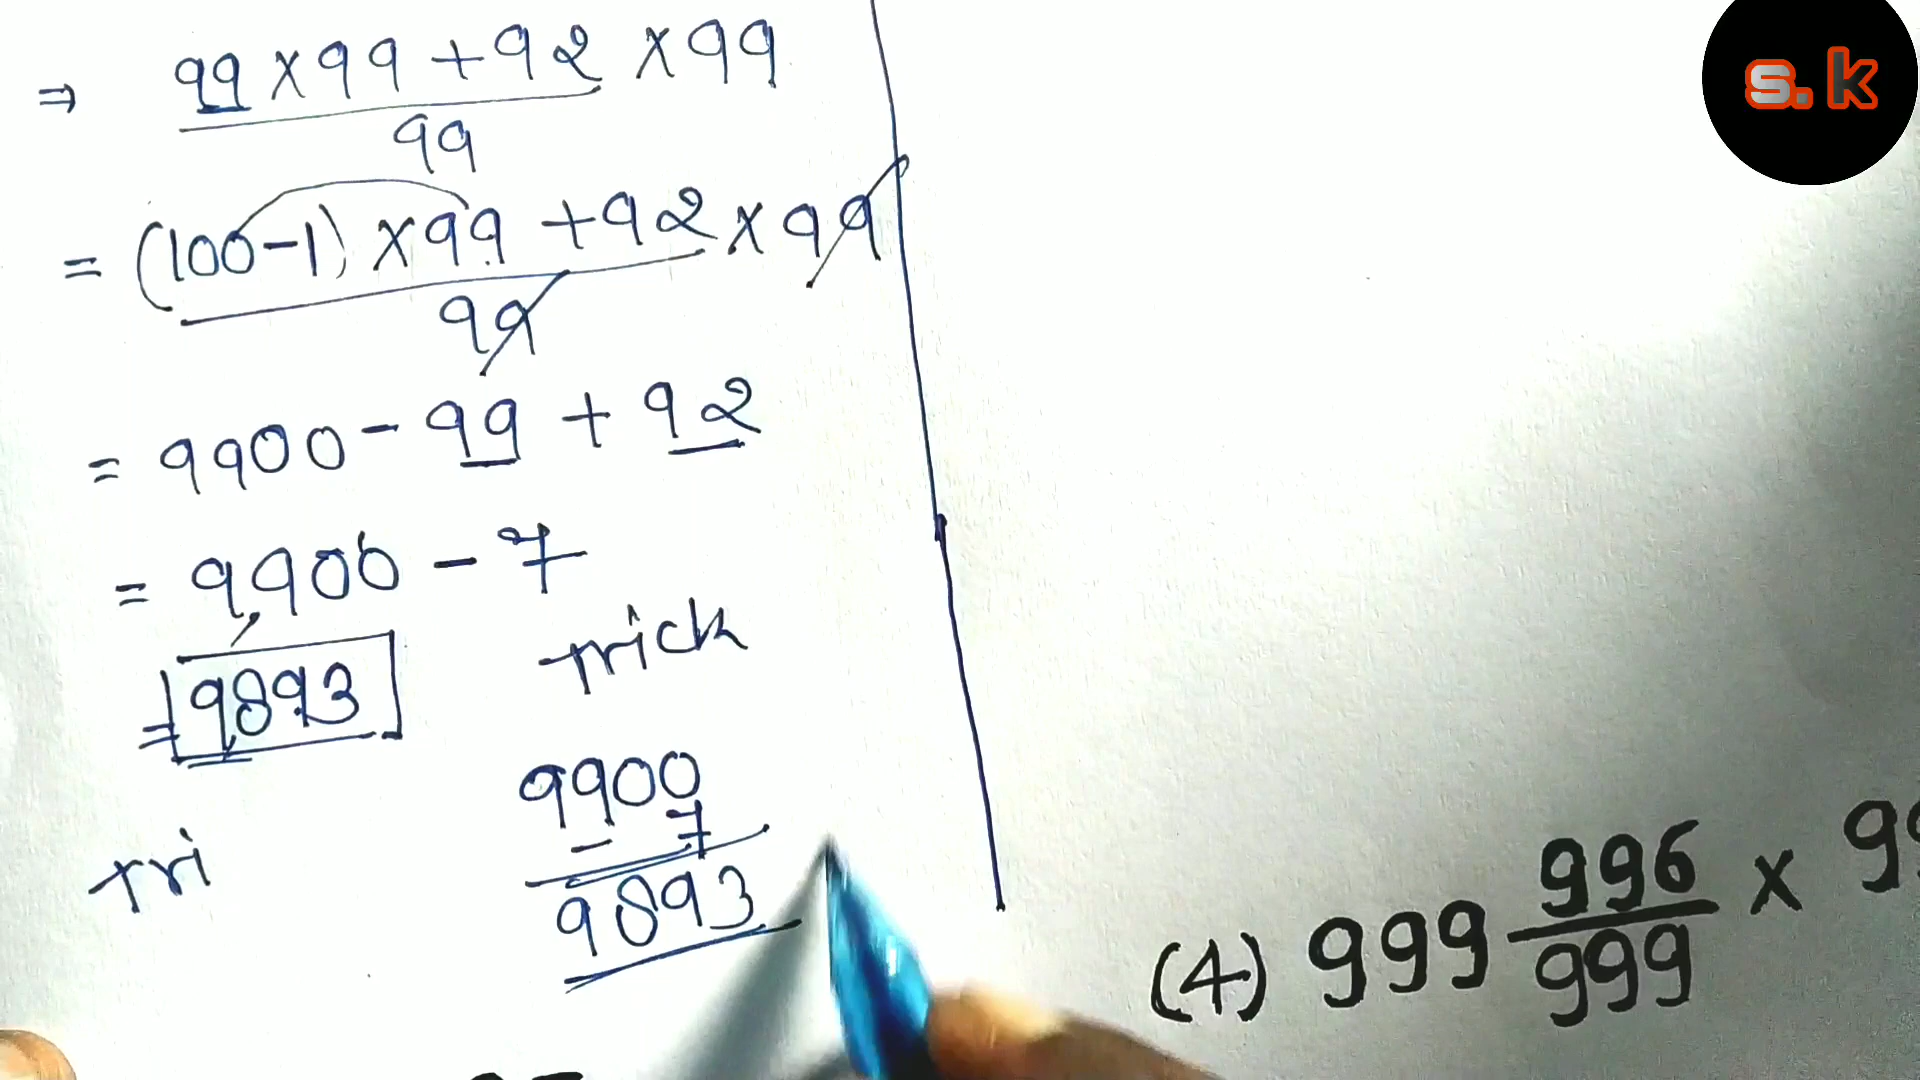 s. k
⇒ 99 × 99 + 92 × 99
99
= (100-1) × 99 + 92 × 99
99
= 9900 - 99 + 92
= 9900 - 7
= 9893
trick
9900
- 7
9893
tri
(4) 999 996/999 ×